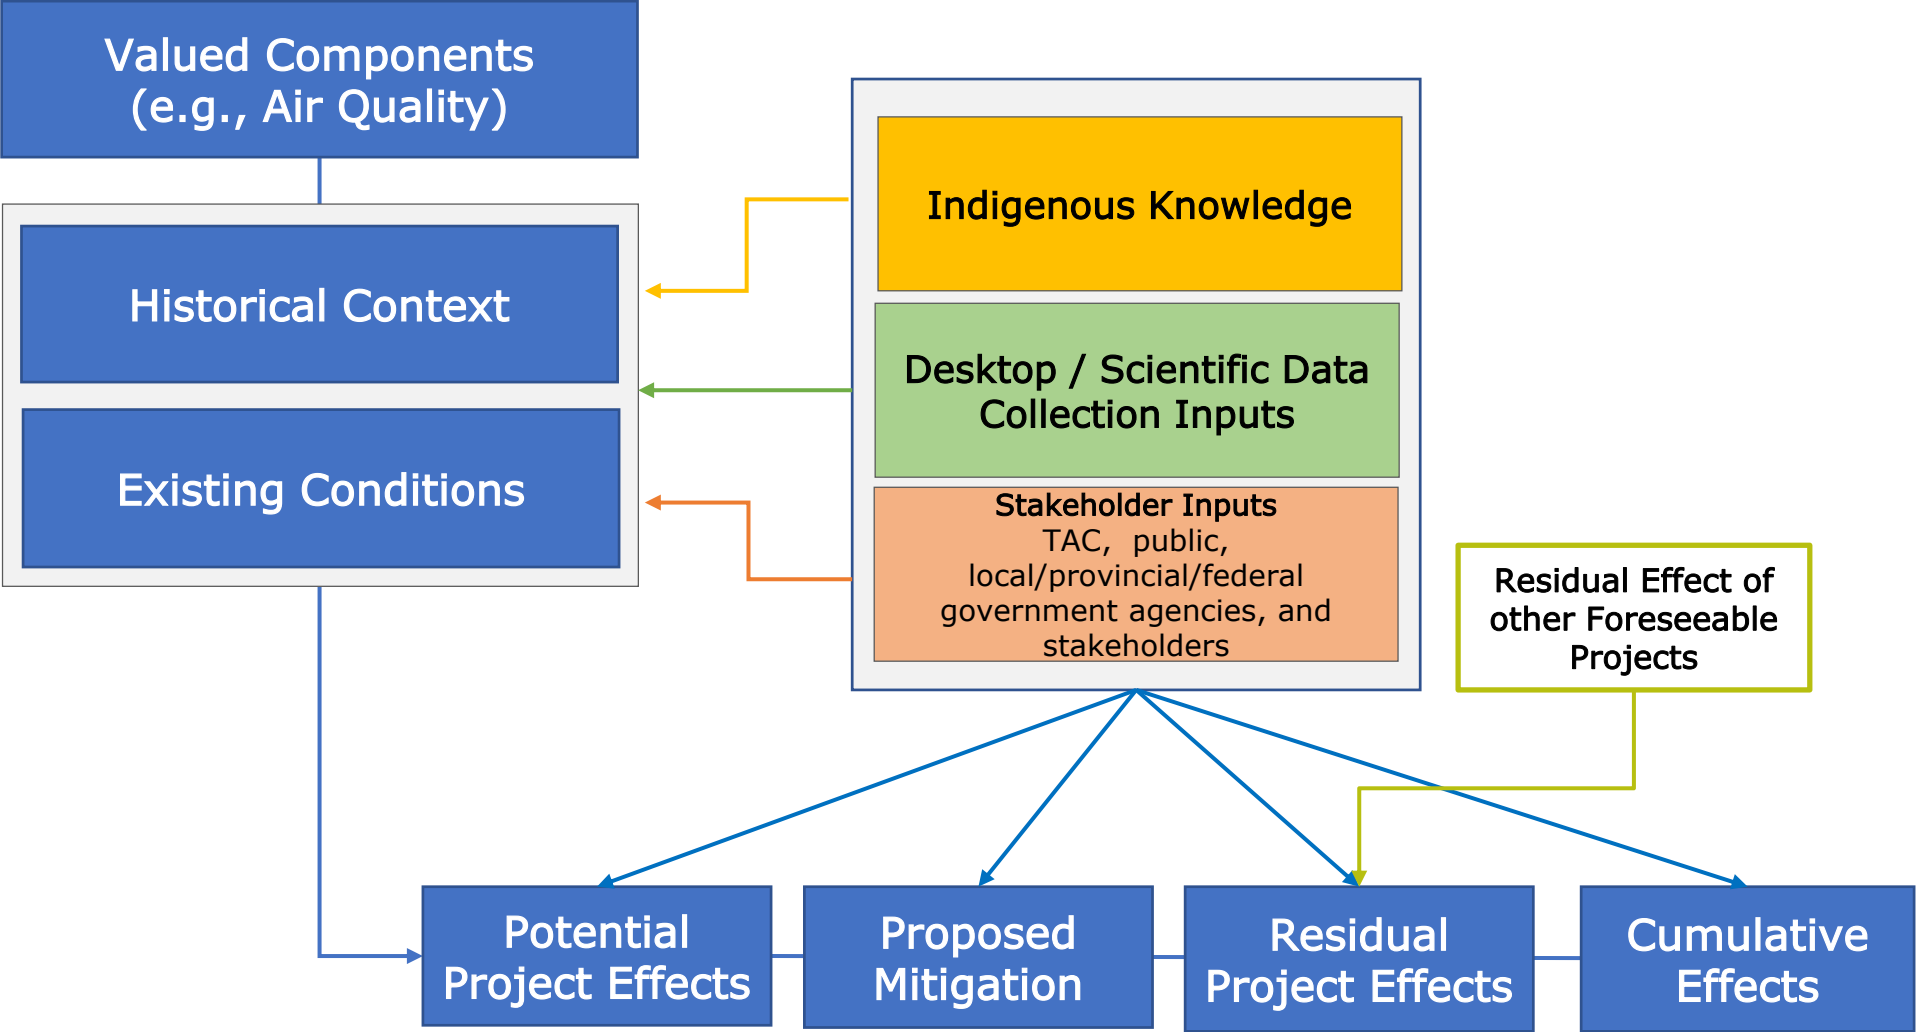 Valued Components
(e.g., Air Quality)
Historical Context
Existing Conditions
Indigenous Knowledge
Desktop / Scientific Data
Collection Inputs
Stakeholder Inputs
TAC,  public,
local/provincial/federal
government agencies, and
stakeholders
Residual Effect of
other Foreseeable
Projects
Potential
Project Effects
Proposed
Mitigation
Residual
Project Effects
Cumulative
Effects